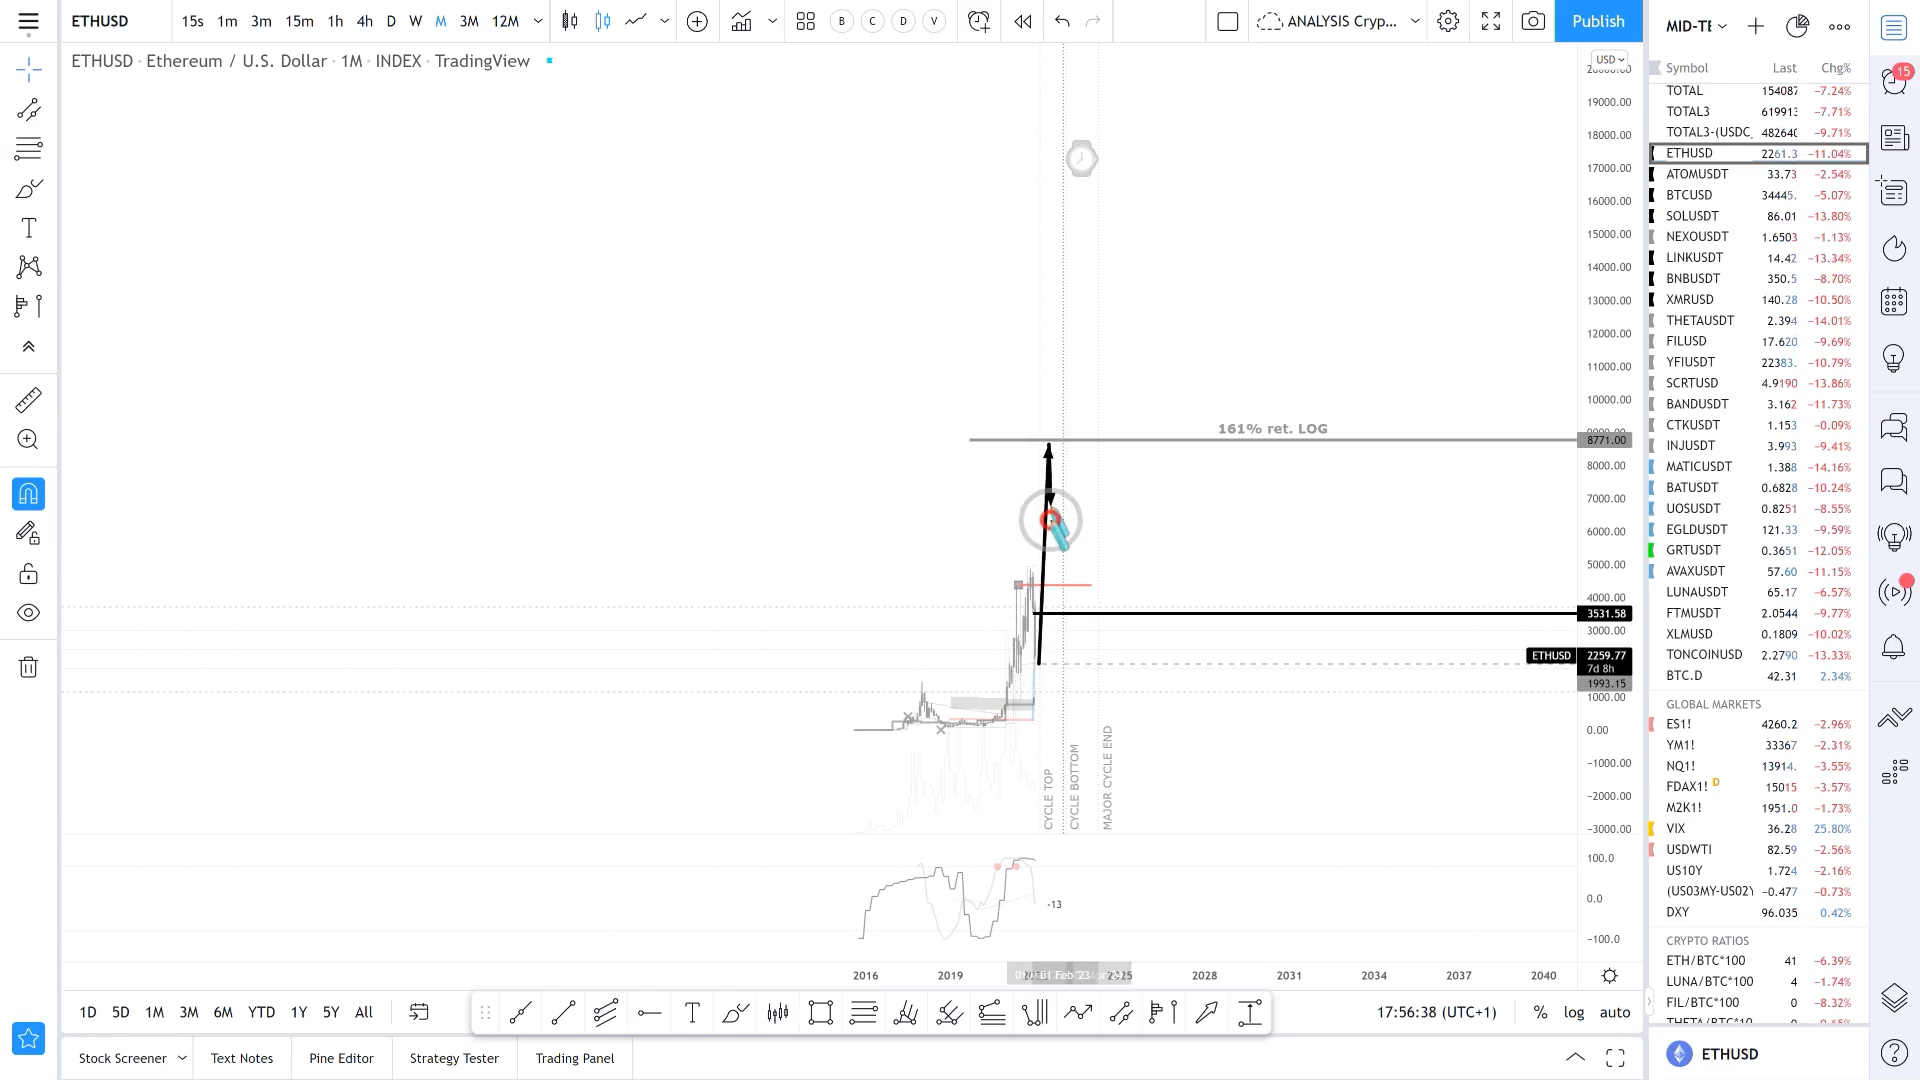 ETHUSD
15s 1m 3m 15m 1h 4h D W M 3M 12M
B C D V
ANALYSIS Cryp...
Publish
ETHUSD · Ethereum / U.S. Dollar · 1M · INDEX · TradingView
USD
19000.00
18000.00
17000.00
16000.00
15000.00
14000.00
13000.00
12000.00
11000.00
10000.00
161% ret. LOG
8771.00
8000.00
7000.00
6000.00
5000.00
4000.00
3531.58
3000.00
ETHUSD 2259.77
7d 8h
1993.15
1000.00
0.00
−1000.00
−2000.00
−3000.00
CYCLE TOP
CYCLE BOTTOM
MAJOR CYCLE END
100.0
0.0
−100.0
-13
2016 2019 01 Feb '23 2025 2028 2031 2034 2037 2040
1D 5D 1M 3M 6M YTD 1Y 5Y All
T
17:56:38 (UTC+1) % log auto
Stock Screener Text Notes Pine Editor Strategy Tester Trading Panel
MID-TE
15
Symbol Last Chg%
TOTAL 154087 −7.24%
TOTAL3 619913 −7.71%
TOTAL3-(USDC_ 482640 −9.71%
ETHUSD 2261.3 −11.04%
ATOMUSDT 33.73 −2.54%
BTCUSD 34445. −5.07%
SOLUSDT 86.01 −13.80%
NEXOUSDT 1.6503 −1.13%
LINKUSDT 14.42 −13.34%
BNBUSDT 350.5 −8.70%
XMRUSD 140.28 −10.50%
THETAUSDT 2.394 −14.01%
FILUSD 17.620 −9.69%
YFIUSDT 22383. −10.79%
SCRTUSD 4.9190 −13.86%
BANDUSDT 3.162 −11.73%
CTKUSDT 1.153 −0.09%
INJUSDT 3.993 −9.41%
MATICUSDT 1.388 −14.16%
BATUSDT 0.6828 −10.24%
UOSUSDT 0.8251 −8.55%
EGLDUSDT 121.33 −9.59%
GRTUSDT 0.3651 −12.05%
AVAXUSDT 57.60 −11.15%
LUNAUSDT 65.17 −6.57%
FTMUSDT 2.0544 −9.77%
XLMUSD 0.1809 −10.02%
TONCOINUSD 2.2790 −13.33%
BTC.D 42.31 2.34%
GLOBAL MARKETS
ES1! 4260.2 −2.96%
YM1! 33367 −2.31%
NQ1! 13914. −3.55%
FDAX1! D 15015 −3.57%
M2K1! 1951.0 −1.73%
VIX 36.28 25.80%
USDWTI 82.59 −2.56%
US10Y 1.724 −2.16%
(US03MY-US02Y −0.477 −0.73%
DXY 96.035 0.42%
CRYPTO RATIOS
ETH/BTC*100 41 −6.39%
LUNA/BTC*100 4 −1.74%
FIL/BTC*100 0 −8.32%
THETA/BTC*10 0
ETHUSD